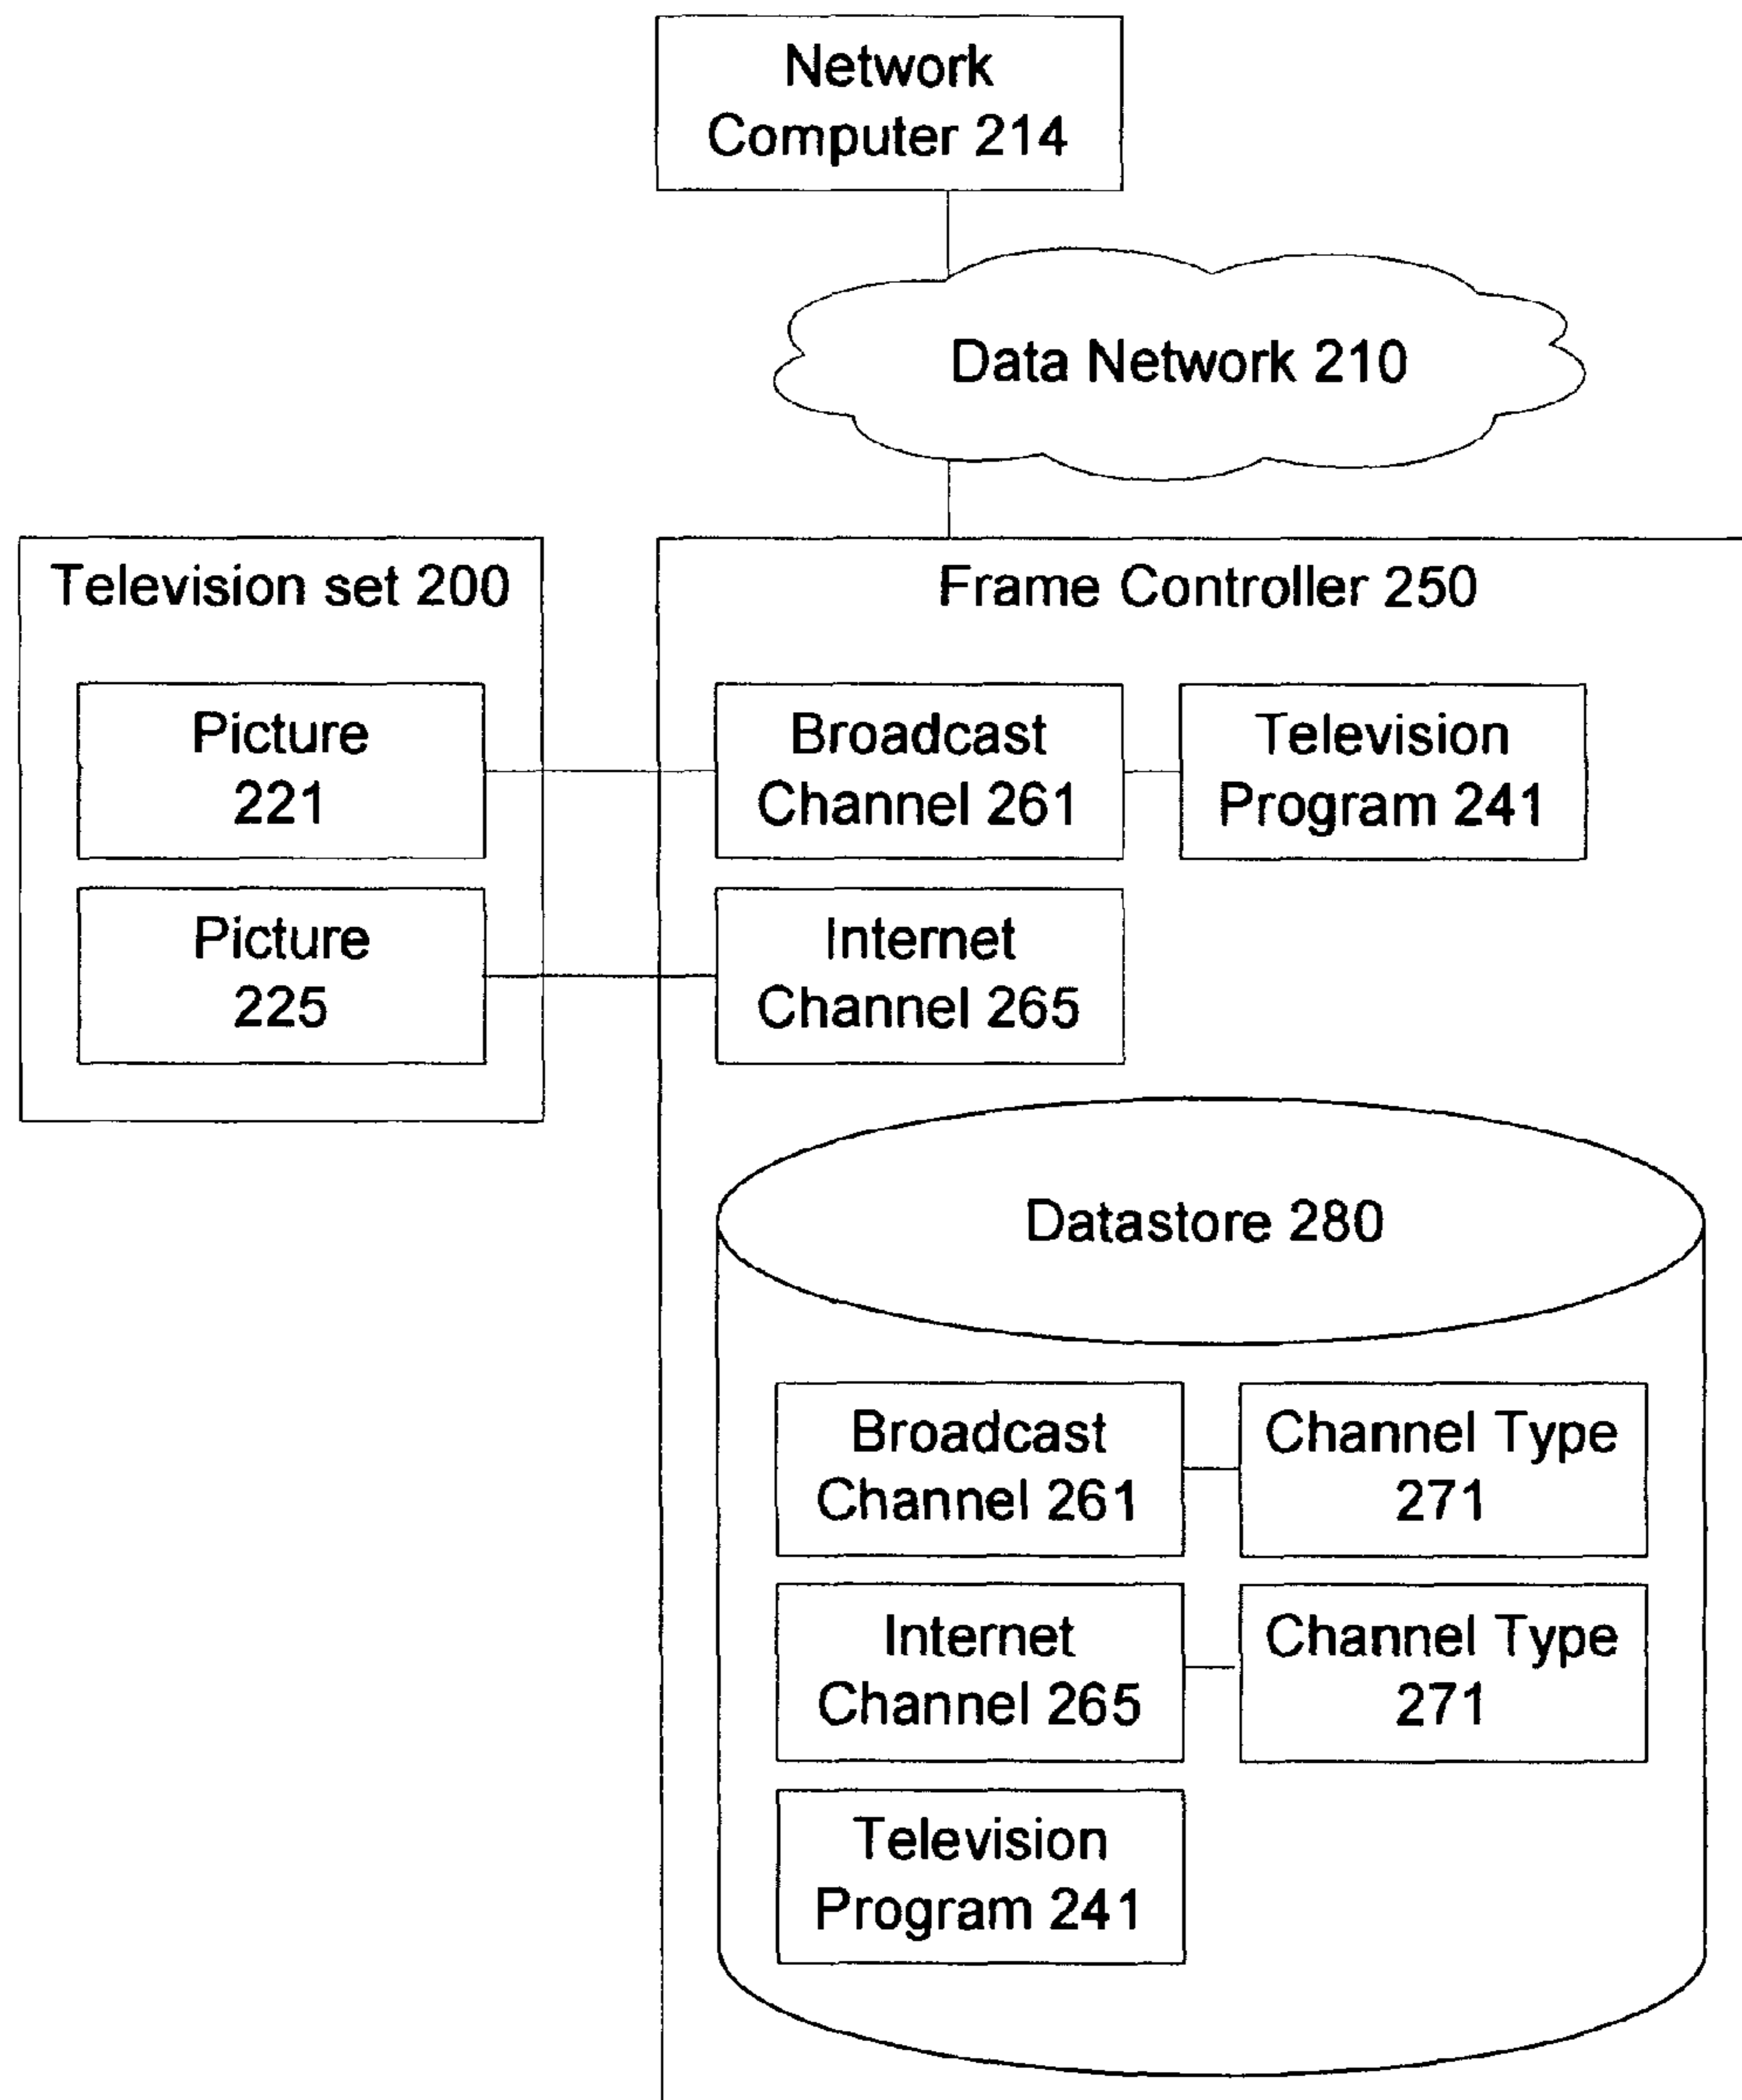 Network
Computer 214
Data Network 210
Television set 200
Picture
221
Picture
225
Frame Controller 250
Broadcast
Channel 261
Television
Program 241
Internet
Channel 265
Datastore 280
Broadcast
Channel 261
Channel Type
271
Internet
Channel 265
Channel Type
271
Television
Program 241